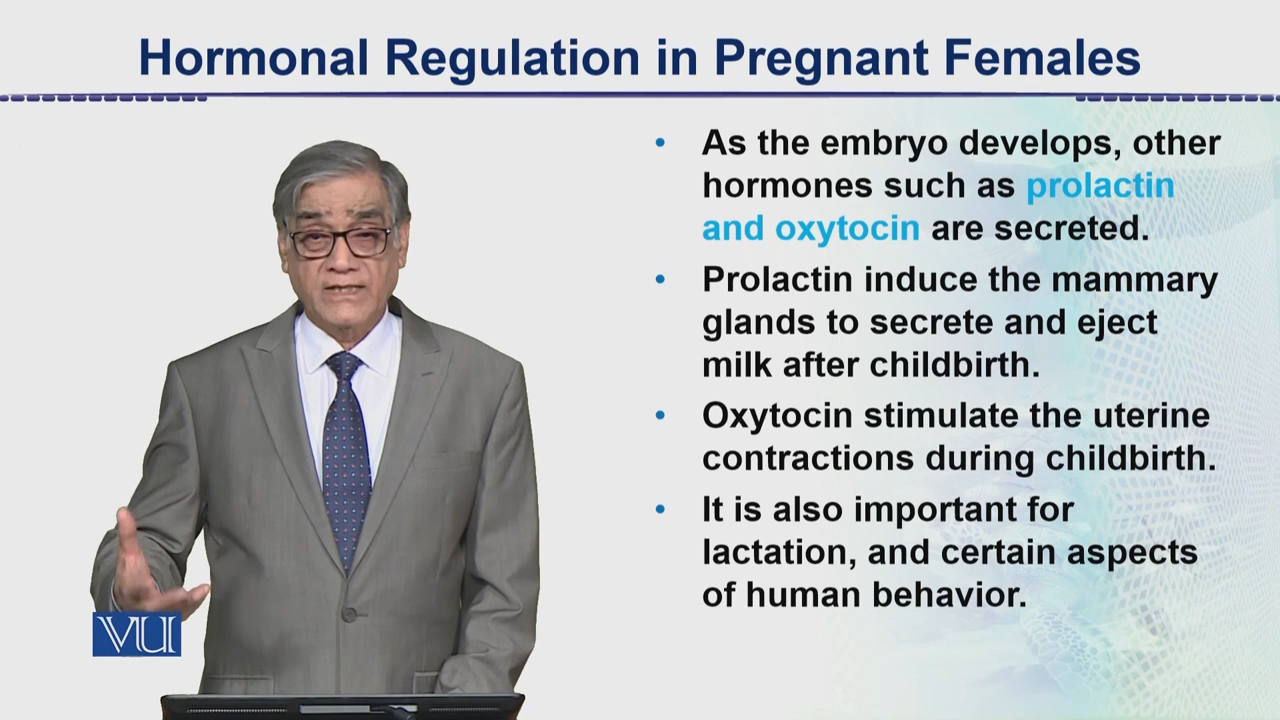 Hormonal Regulation in Pregnant Females
• As the embryo develops, other
hormones such as prolactin
and oxytocin are secreted.
• Prolactin induce the mammary
glands to secrete and eject
milk after childbirth.
• Oxytocin stimulate the uterine
contractions during childbirth.
• It is also important for
lactation, and certain aspects
of human behavior.
VU